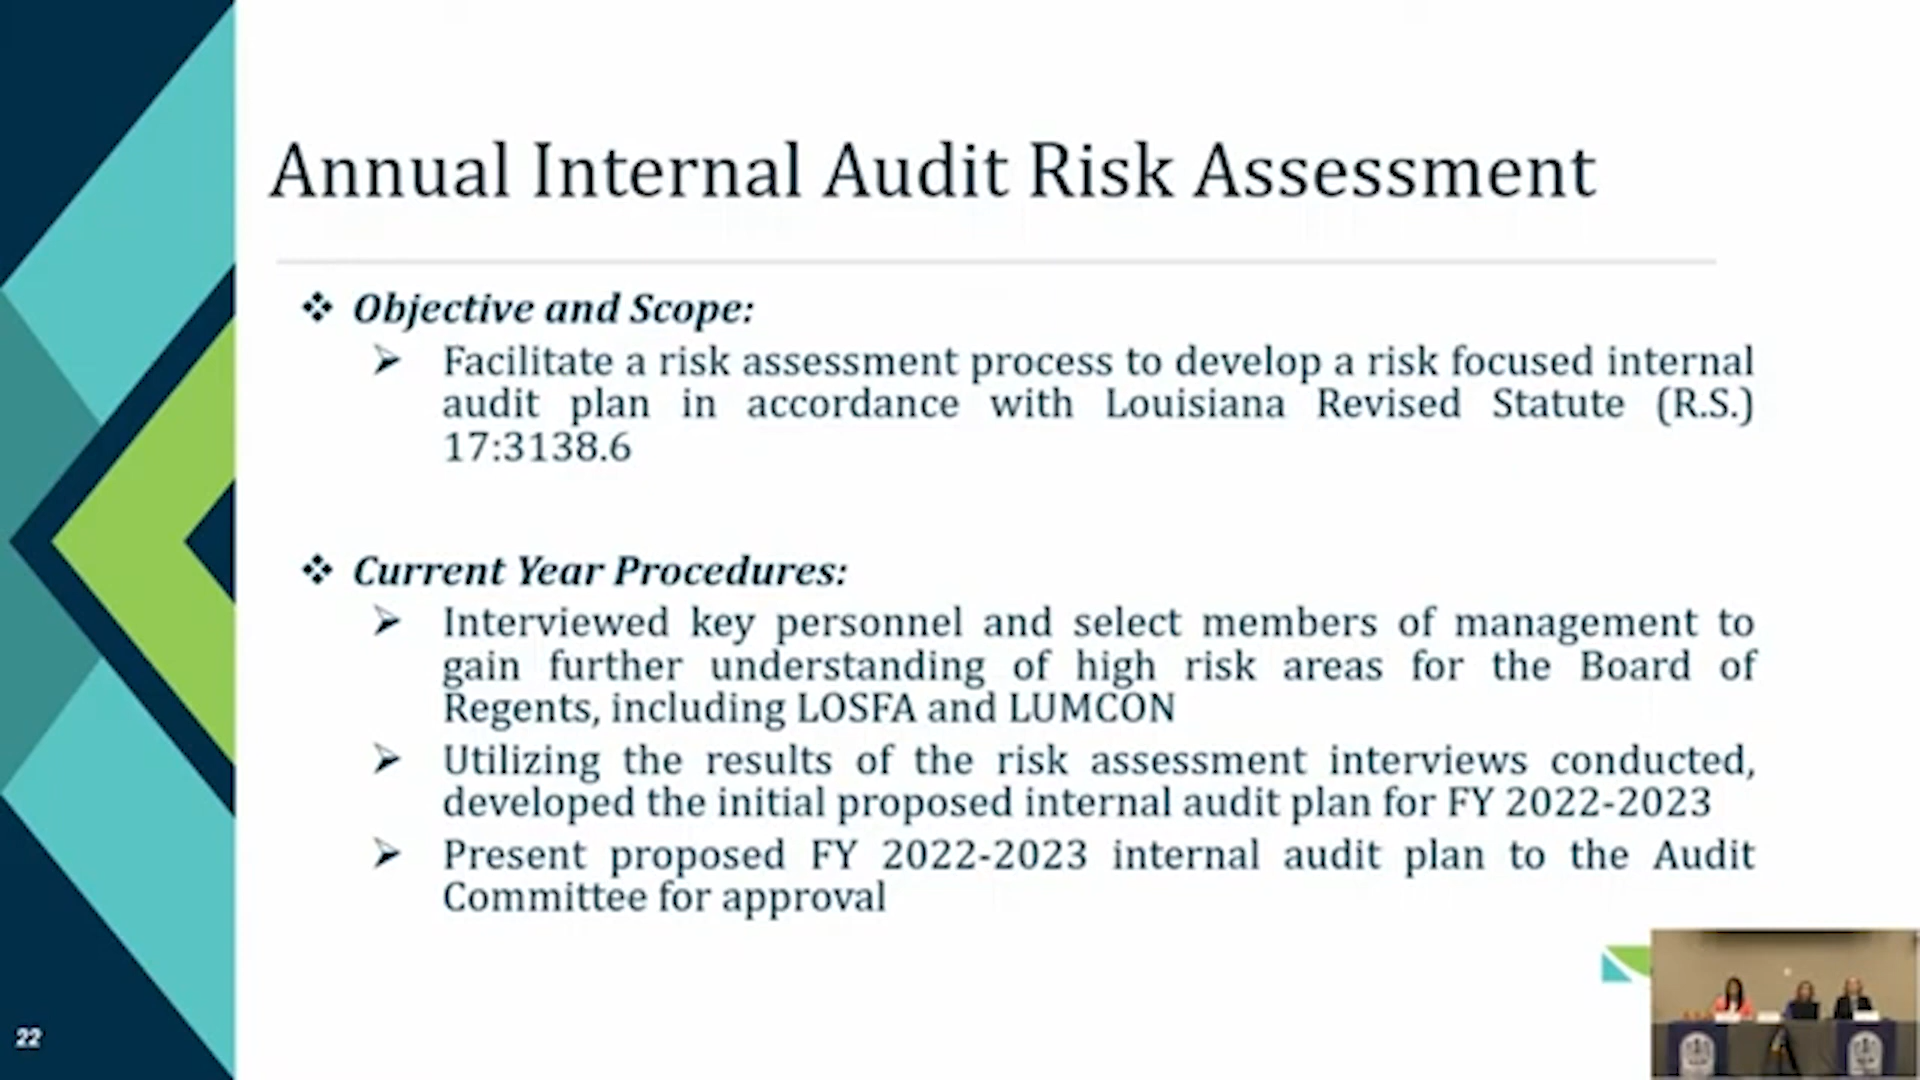 Annual Internal Audit Risk Assessment
❖ Objective and Scope:
➢ Facilitate a risk assessment process to develop a risk focused internal
audit plan in accordance with Louisiana Revised Statute (R.S.)
17:3138.6
❖ Current Year Procedures:
➢ Interviewed key personnel and select members of management to
gain further understanding of high risk areas for the Board of
Regents, including LOSFA and LUMCON
➢ Utilizing the results of the risk assessment interviews conducted,
developed the initial proposed internal audit plan for FY 2022-2023
➢ Present proposed FY 2022-2023 internal audit plan to the Audit
Committee for approval
22